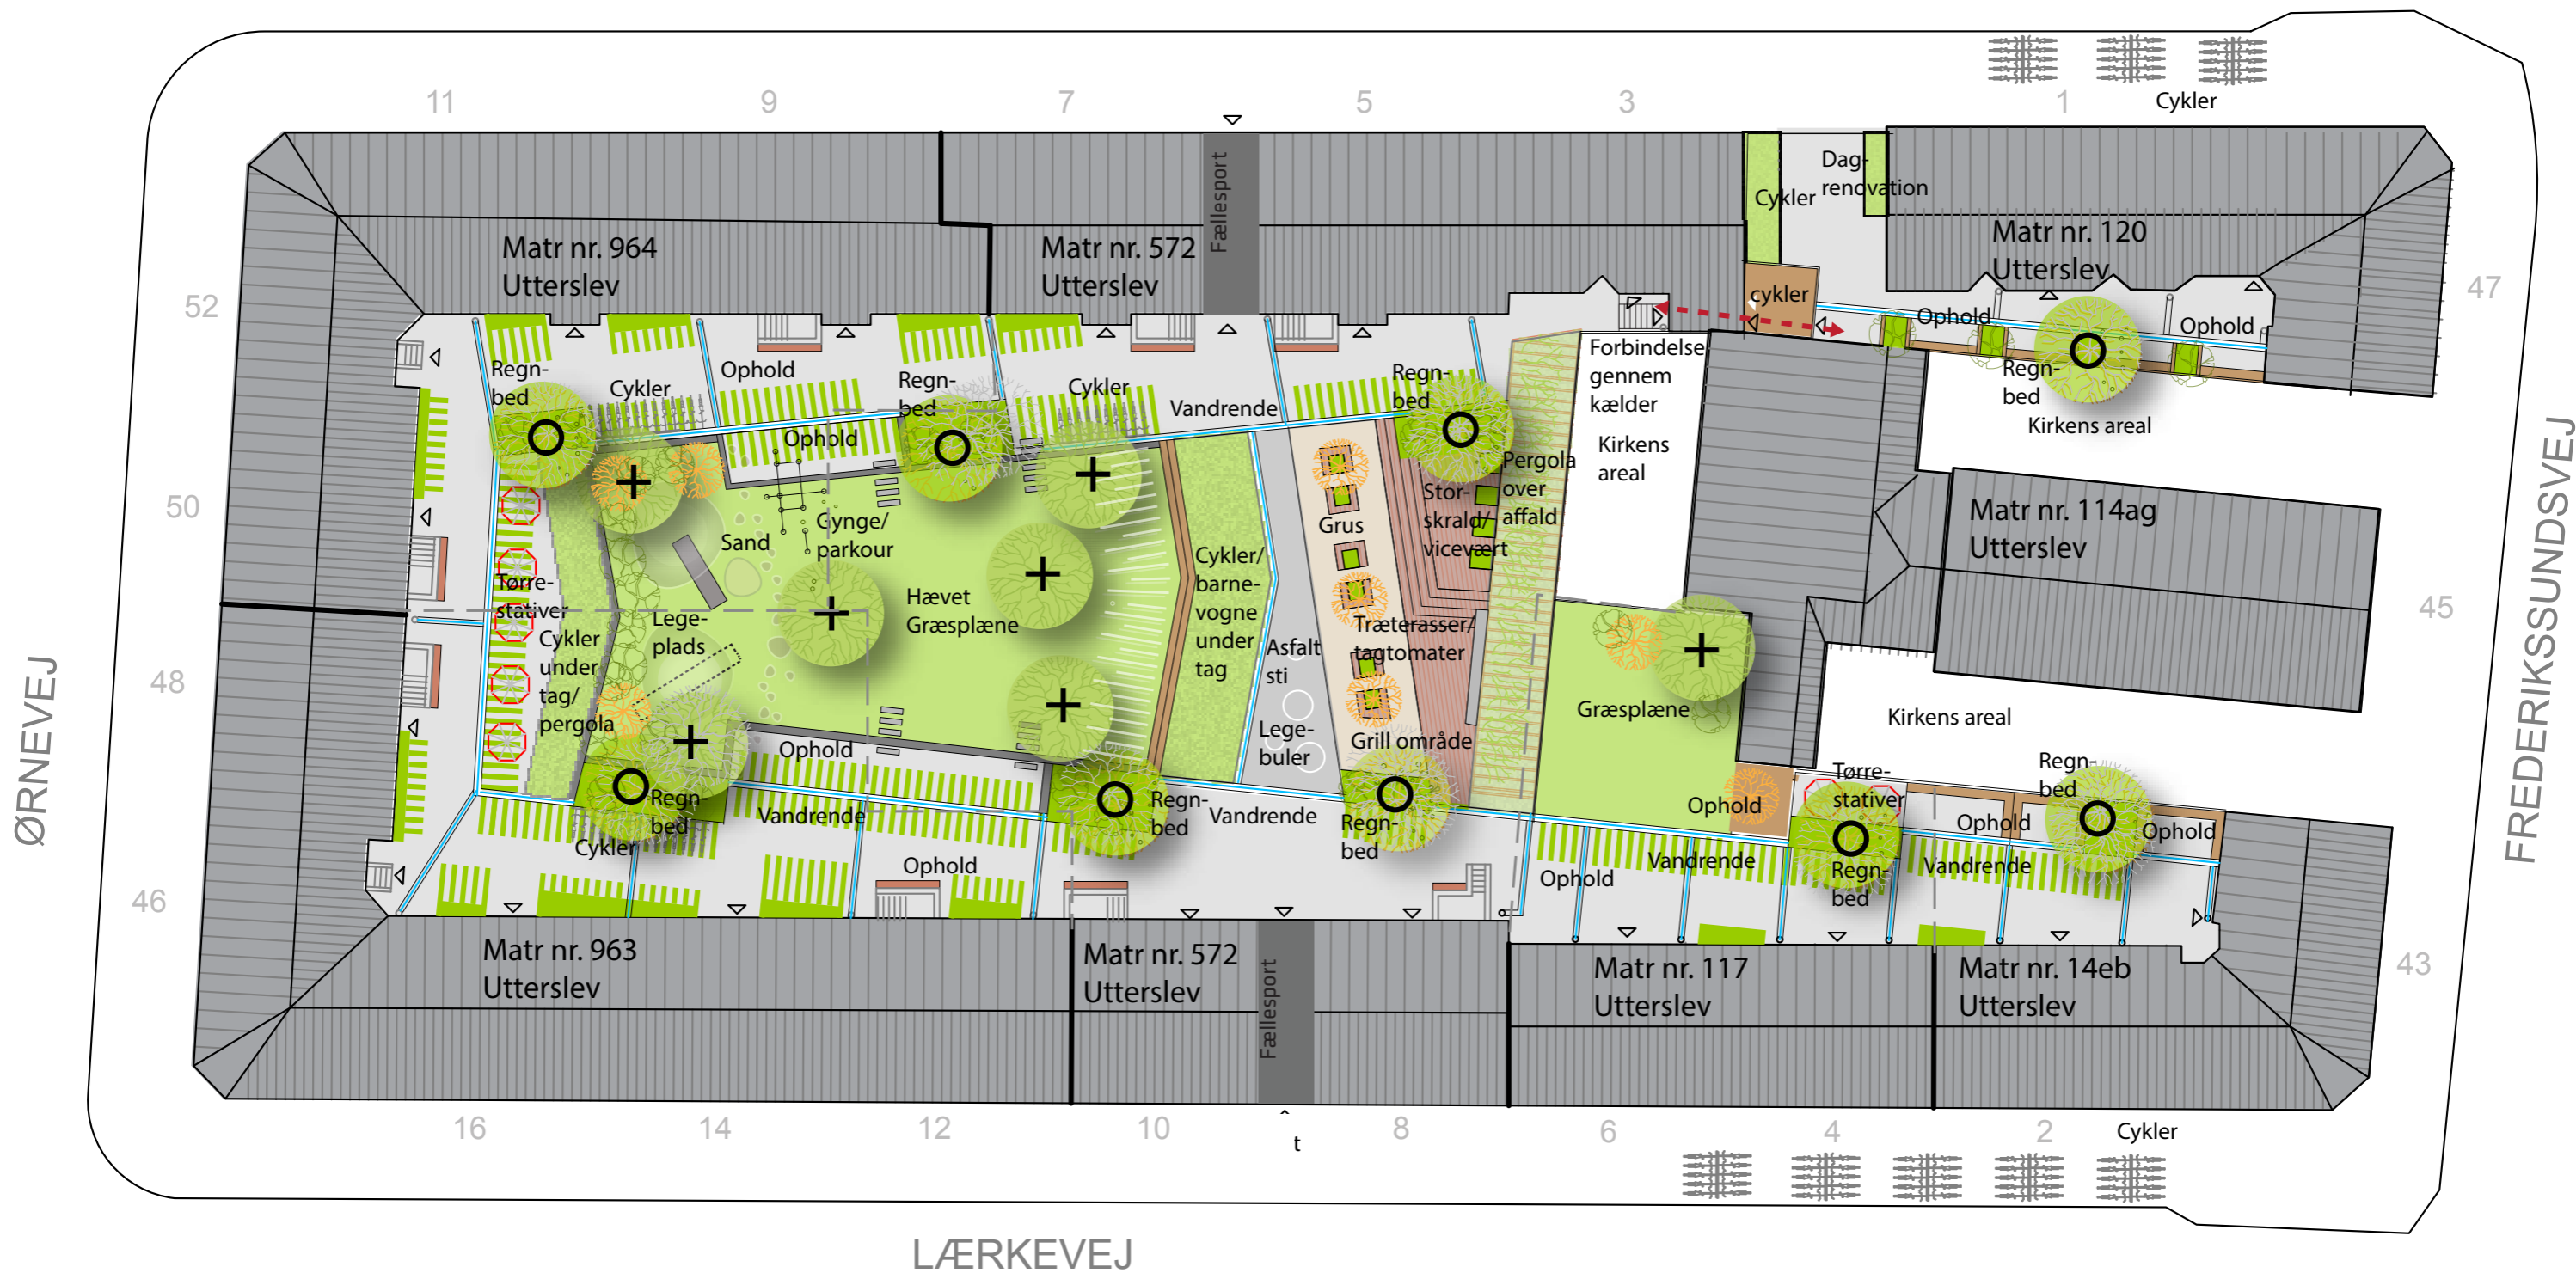 11
9
7
5
3
1
Cykler
Fællesport
Dag-
renovation
Cykler
Matr nr. 964
Utterslev
Matr nr. 572
Utterslev
Matr nr. 120
Utterslev
52
47
cykler
Ophold
Ophold
Regn-
bed
Cykler
Ophold
Regn-
bed
Cykler
Vandrende
Regn-
bed
Forbindelse
gennem
kælder
Kirkens
areal
Regn-
bed
Kirkens areal
Ophold
50
Sand
Gynge/
parkour
Grus
Stor-
skrald/
vicevært
Pergola
over
affald
Matr nr. 114ag
Utterslev
Tørre-
stativer
Cykler
under
tag/
pergola
Lege-
plads
Hævet
Græsplæne
Cykler/
barne-
vogne
under
tag
Asfalt
sti
Træterasser/
tagtomater
45
48
ØRNEVEJ
FREDERIKSSUNDSVEJ
Lege-
buler
Grill område
Græsplæne
Kirkens areal
Ophold
Regn-
bed
Vandrende
Regn-
bed
Vandrende
Regn-
bed
Ophold
Tørre-
stativer
Regn-
bed
Ophold
Ophold
Cykler
Ophold
Ophold
Vandrende
Regn-
bed
Vandrende
46
43
Matr nr. 963
Utterslev
Matr nr. 572
Utterslev
Fællesport
Matr nr. 117
Utterslev
Matr nr. 14eb
Utterslev
16
14
12
10
t
8
6
4
2
Cykler
LÆRKEVEJ